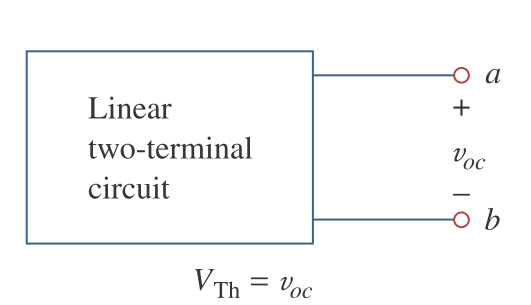 Linear
two-terminal
circuit
a
+
v_oc
−
b
V_Th = v_oc